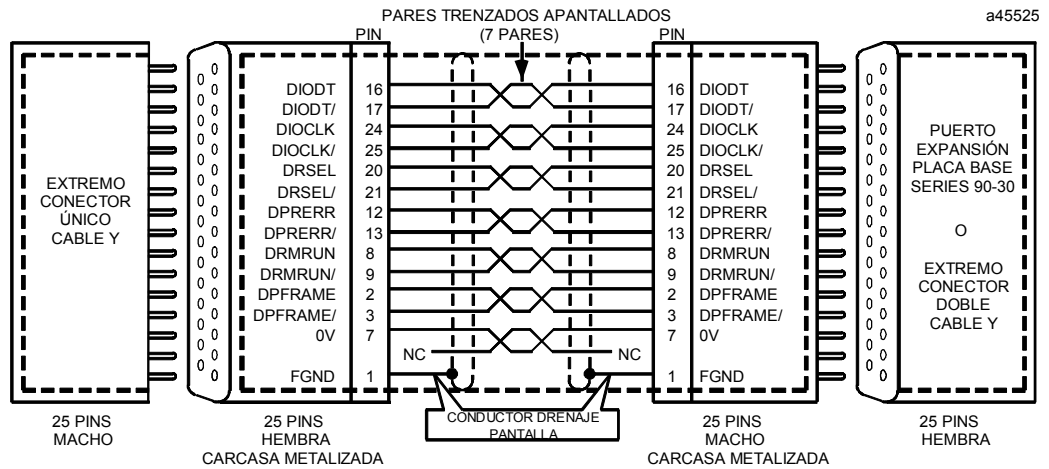 PARES TRENZADOS APANTALLADOS
(7 PARES)
a45525
PIN
PIN
DIODT 16
DIODT/ 17
DIOCLK 24
DIOCLK/ 25
DRSEL 20
DRSEL/ 21
DPRERR 12
DPRERR/ 13
DRMRUN 8
DRMRUN/ 9
DPFRAME 2
DPFRAME/ 3
0V 7
NC
FGND 1
16 DIODT
17 DIODT/
24 DIOCLK
25 DIOCLK/
20 DRSEL
21 DRSEL/
12 DPRERR
13 DPRERR/
8 DRMRUN
9 DRMRUN/
2 DPFRAME
3 DPFRAME/
7 0V
NC
1 FGND
EXTREMO
CONECTOR
ÚNICO
CABLE Y
PUERTO
EXPANSIÓN
PLACA BASE
SERIES 90-30
O
EXTREMO
CONECTOR
DOBLE
CABLE Y
CONDUCTOR DRENAJE
PANTALLA
25 PINS
MACHO
25 PINS
HEMBRA
CARCASA METALIZADA
25 PINS
MACHO
CARCASA METALIZADA
25 PINS
HEMBRA